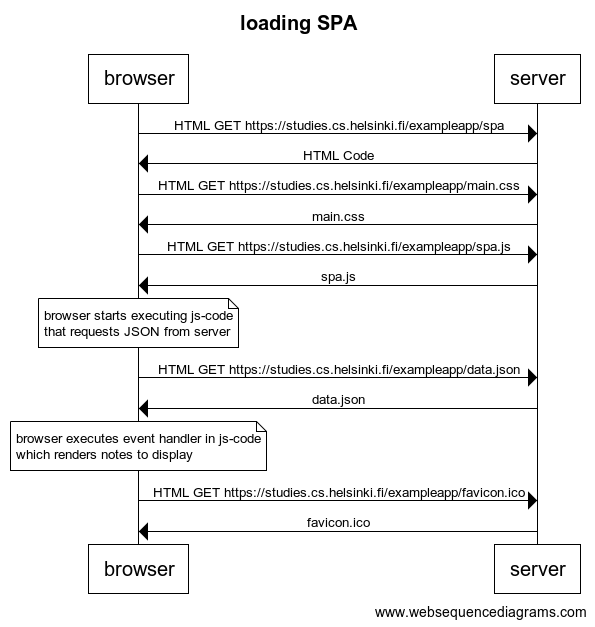 loading SPA
browser
server
HTML GET https://studies.cs.helsinki.fi/exampleapp/spa
HTML Code
HTML GET https://studies.cs.helsinki.fi/exampleapp/main.css
main.css
HTML GET https://studies.cs.helsinki.fi/exampleapp/spa.js
spa.js
browser starts executing js-code
that requests JSON from server
HTML GET https://studies.cs.helsinki.fi/exampleapp/data.json
data.json
browser executes event handler in js-code
which renders notes to display
HTML GET https://studies.cs.helsinki.fi/exampleapp/favicon.ico
favicon.ico
browser
server
www.websequencediagrams.com